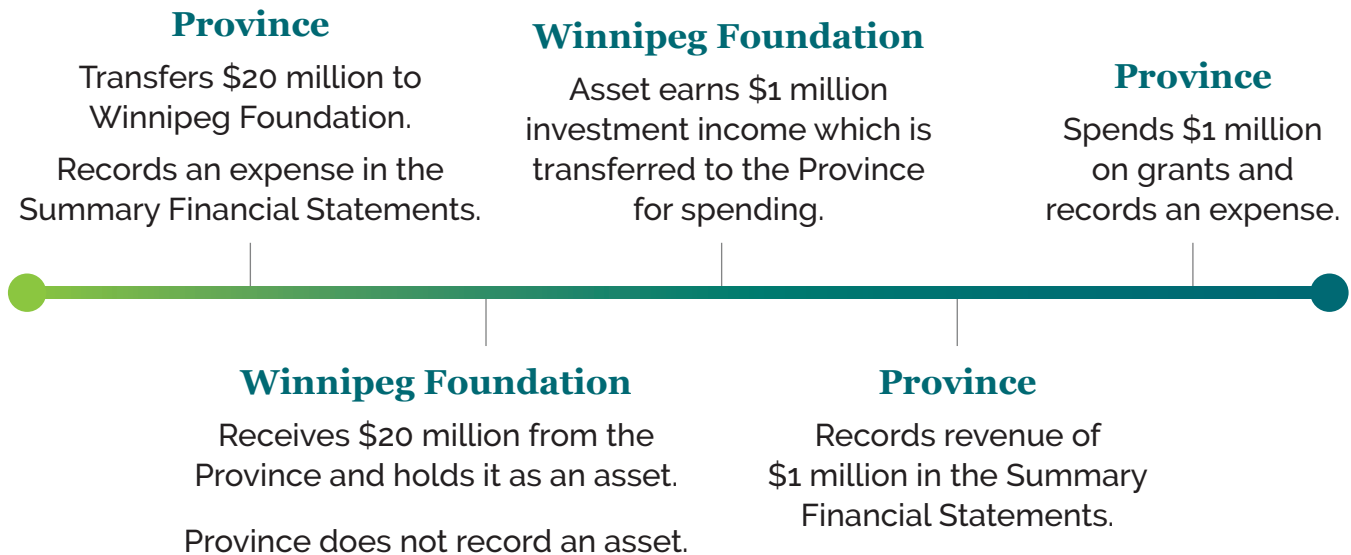 Province
Transfers $20 million to
Winnipeg Foundation.
Records an expense in the
Summary Financial Statements.
Winnipeg Foundation
Receives $20 million from the
Province and holds it as an asset.
Province does not record an asset.
Winnipeg Foundation
Asset earns $1 million
investment income which is
transferred to the Province
for spending.
Province
Records revenue of
$1 million in the Summary
Financial Statements.
Province
Spends $1 million
on grants and
records an expense.